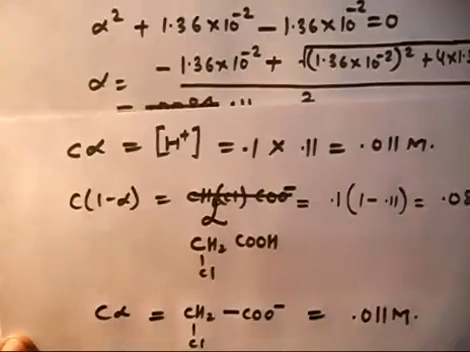 α² + 1.36×10⁻² − 1.36×10⁻² = 0
α = − 1.36×10⁻² + √(1.36×10⁻²)² + 4×1.3
2
.11
Cα = [H⁺] = .1 × .11 = .011 M.
C(1-α) = = .1(1-.11) = .08
CH₂ COOH
Cl
Cα = CH₂ – COO⁻ = .011 M.
Cl